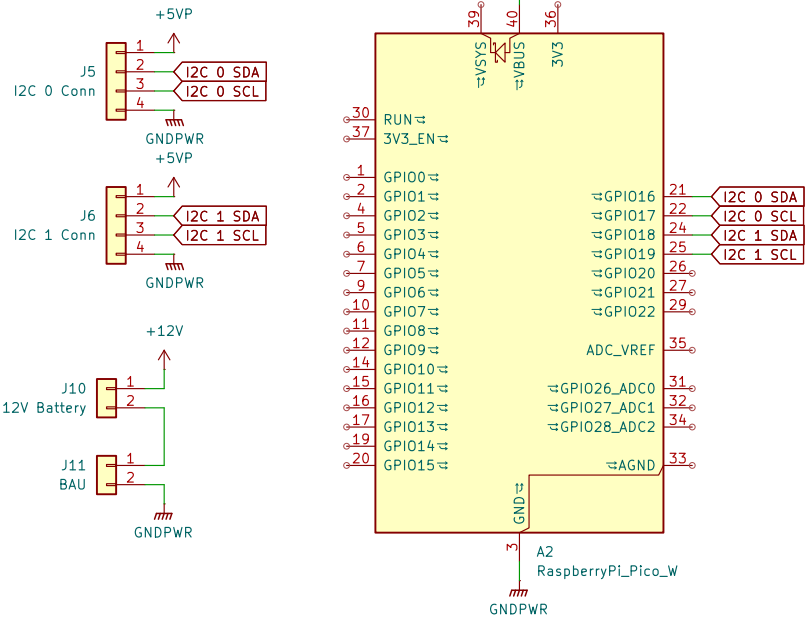 +5VP
J5
I2C 0 Conn
1
2
3
4
I2C 0 SDA
I2C 0 SCL
GNDPWR
+5VP
J6
I2C 1 Conn
1
2
3
4
I2C 1 SDA
I2C 1 SCL
GNDPWR
+12V
J10
12V Battery
1
2
J11
BAU
1
2
GNDPWR
39
40
36
VSYS
VBUS
3V3
30 RUN
37 3V3_EN
1 GPIO0
2 GPIO1
4 GPIO2
5 GPIO3
6 GPIO4
7 GPIO5
9 GPIO6
10 GPIO7
11 GPIO8
12 GPIO9
14 GPIO10
15 GPIO11
16 GPIO12
17 GPIO13
19 GPIO14
20 GPIO15
GPIO16 21 I2C 0 SDA
GPIO17 22 I2C 0 SCL
GPIO18 24 I2C 1 SDA
GPIO19 25 I2C 1 SCL
GPIO20 26
GPIO21 27
GPIO22 29
ADC_VREF 35
GPIO26_ADC0 31
GPIO27_ADC1 32
GPIO28_ADC2 34
AGND 33
GND
3
A2
RaspberryPi_Pico_W
GNDPWR